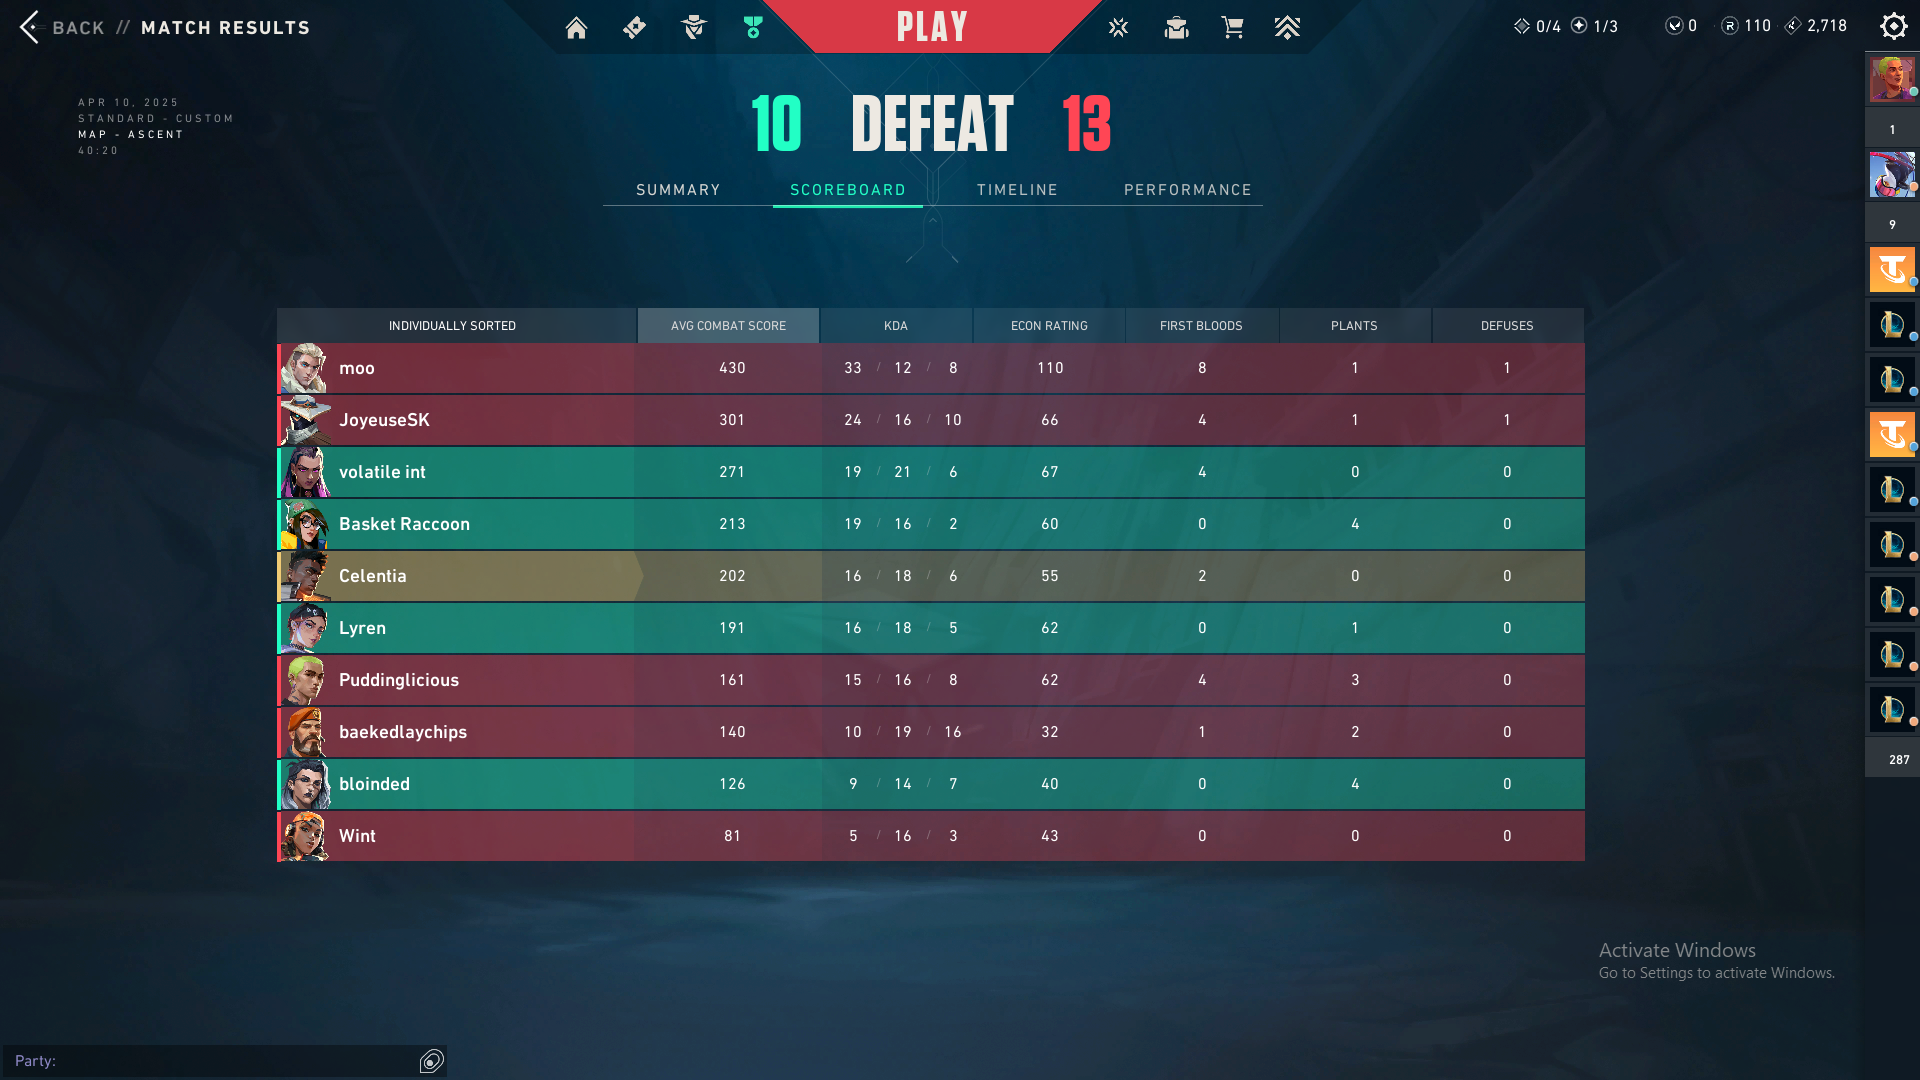 BACK // MATCH RESULTS
PLAY
0/4 1/3 0 110 2,718
APR 10, 2025
STANDARD - CUSTOM
MAP - ASCENT
40:20
10 DEFEAT 13
SUMMARY SCOREBOARD TIMELINE PERFORMANCE
INDIVIDUALLY SORTED AVG COMBAT SCORE KDA ECON RATING FIRST BLOODS PLANTS DEFUSES
moo 430 33 / 12 / 8 110 8 1 1
JoyeuseSK 301 24 / 16 / 10 66 4 1 1
volatile int 271 19 / 21 / 6 67 4 0 0
Basket Raccoon 213 19 / 16 / 2 60 0 4 0
Celentia 202 16 / 18 / 6 55 2 0 0
Lyren 191 16 / 18 / 5 62 0 1 0
Puddinglicious 161 15 / 16 / 8 62 4 3 0
baekedlaychips 140 10 / 19 / 16 32 1 2 0
bloinded 126 9 / 14 / 7 40 0 4 0
Wint 81 5 / 16 / 3 43 0 0 0
1
9
287
Activate Windows
Go to Settings to activate Windows.
Party: